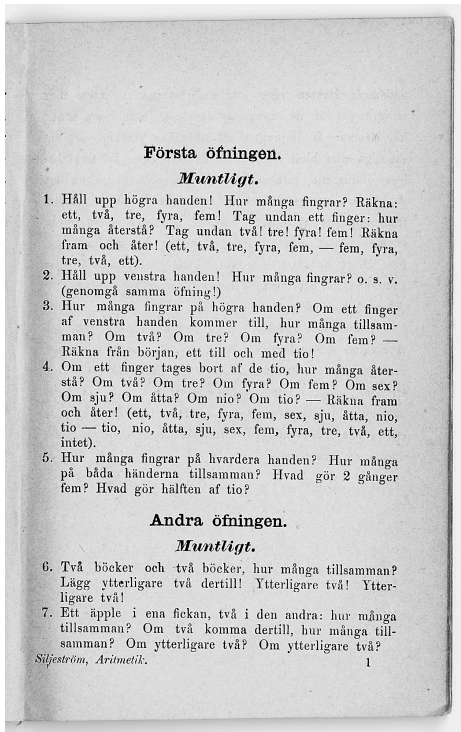 Första öfningen.
Muntligt.
1. Håll upp högra handen! Hur många fingrar? Räkna:
ett, två, tre, fyra, fem! Tag undan ett finger: hur
många återstå? Tag undan två! tre! fyra! fem! Räkna
fram och åter! (ett, två, tre, fyra, fem, — fem, fyra,
tre, två, ett).
2. Håll upp venstra handen! Hur många fingrar? o. s. v.
(genomgå samma öfning!)
3. Hur många fingrar på högra handen? Om ett finger
af venstra handen kommer till, hur många tillsam-
man? Om två? Om tre? Om fyra? Om fem? —
Räkna från början, ett till och med tio!
4. Om ett finger tages bort af de tio, hur många åter-
stå? Om två? Om tre? Om fyra? Om fem? Om sex?
Om sju? Om åtta? Om nio? Om tio? — Räkna fram
och åter! (ett, två, tre, fyra, fem, sex, sju, åtta, nio,
tio — tio, nio, åtta, sju, sex, fem, fyra, tre, två, ett,
intet).
5. Hur många fingrar på hvardera handen? Hur många
på båda händerna tillsamman? Hvad gör 2 gånger
fem? Hvad gör hälften af tio?
Andra öfningen.
Muntligt.
6. Två böcker och två böcker, hur många tillsamman?
Lägg ytterligare två dertill! Ytterligare två! Ytter-
ligare två!
7. Ett äpple i ena fickan, två i den andra: hur många
tillsamman? Om två komma dertill, hur många till-
samman? Om ytterligare två? Om ytterligare två?
Siljeström, Aritmetik. 1